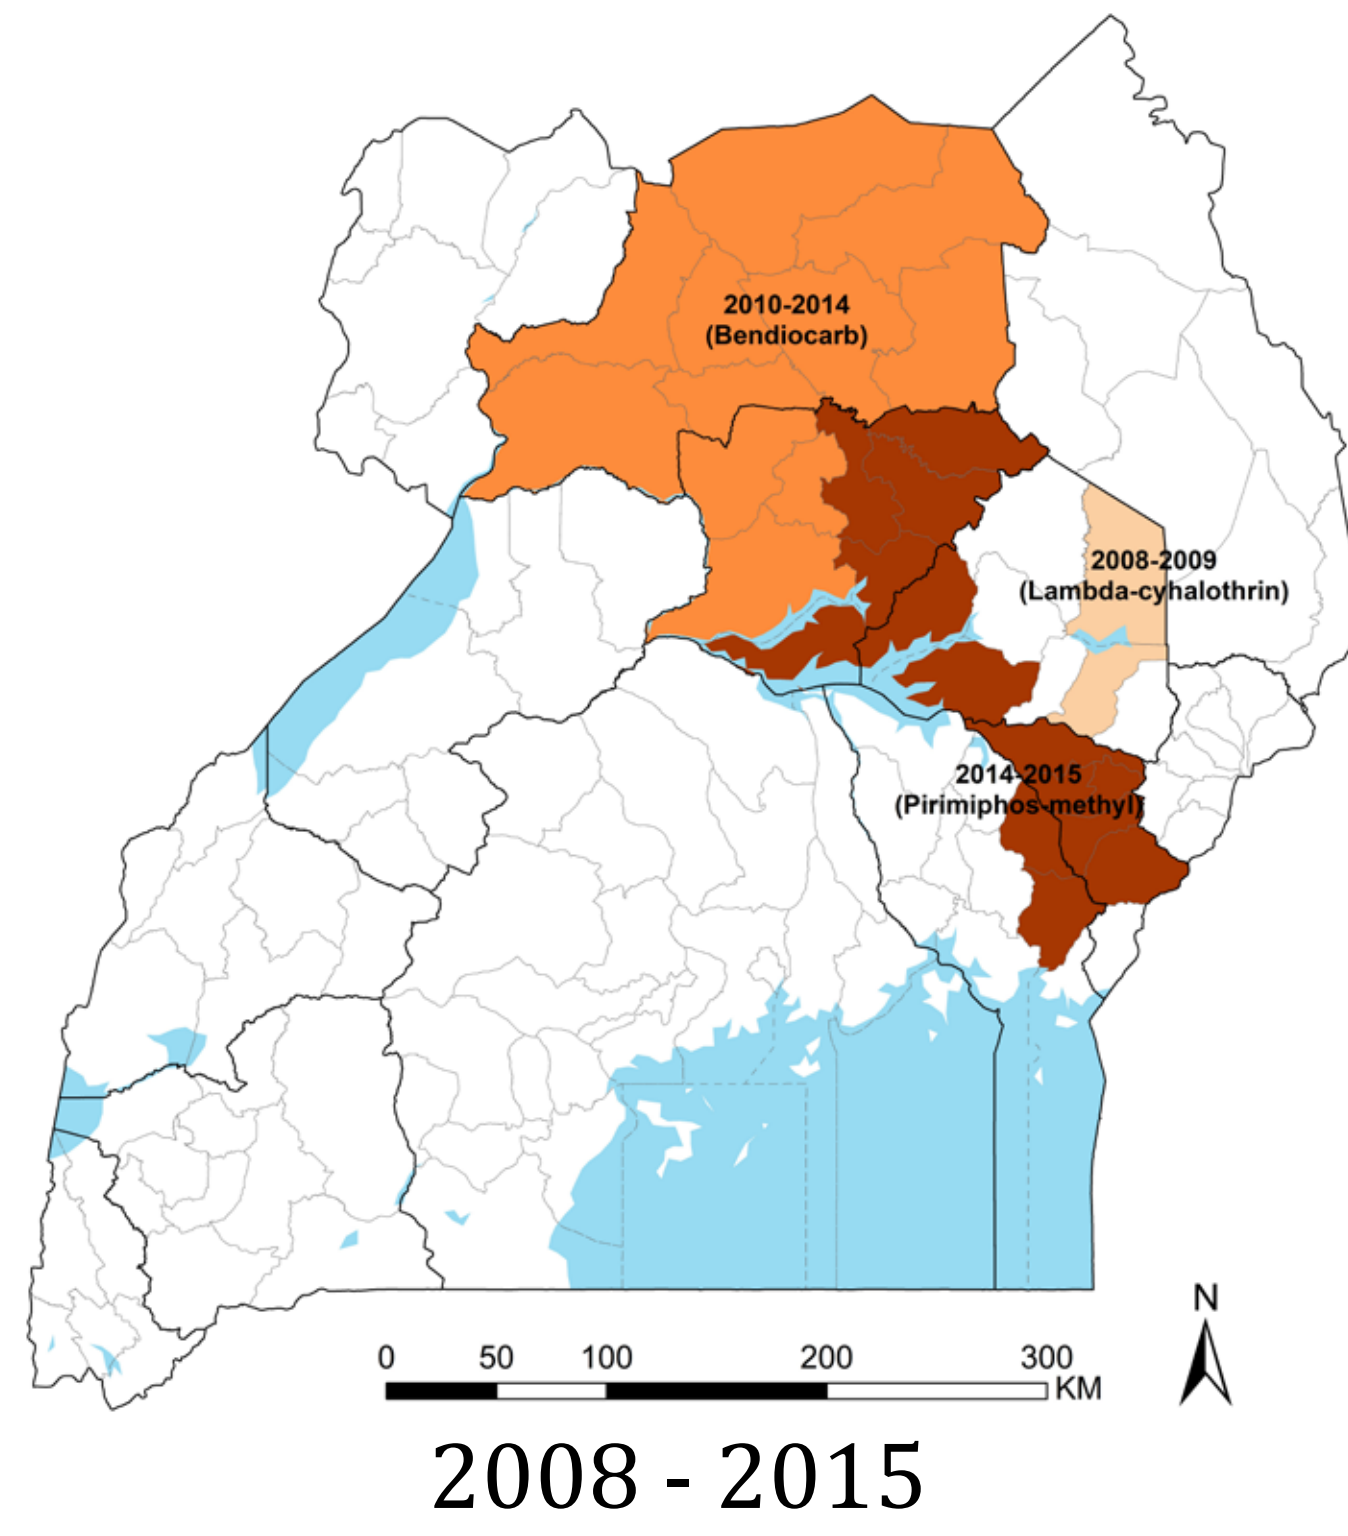 2010-2014
(Bendiocarb)
2008-2009
(Lambda-cyhalothrin)
2014-2015
(Pirimiphos-methyl)
N
0 50 100 200 300
KM
2008 - 2015